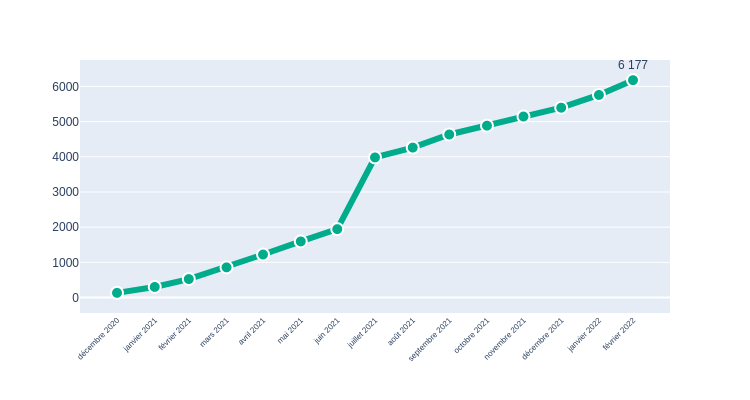 6 177
6000
5000
4000
3000
2000
1000
0
décembre 2020
janvier 2021
février 2021
mars 2021
avril 2021
mai 2021
juin 2021
juillet 2021
août 2021
septembre 2021
octobre 2021
novembre 2021
décembre 2021
janvier 2022
février 2022